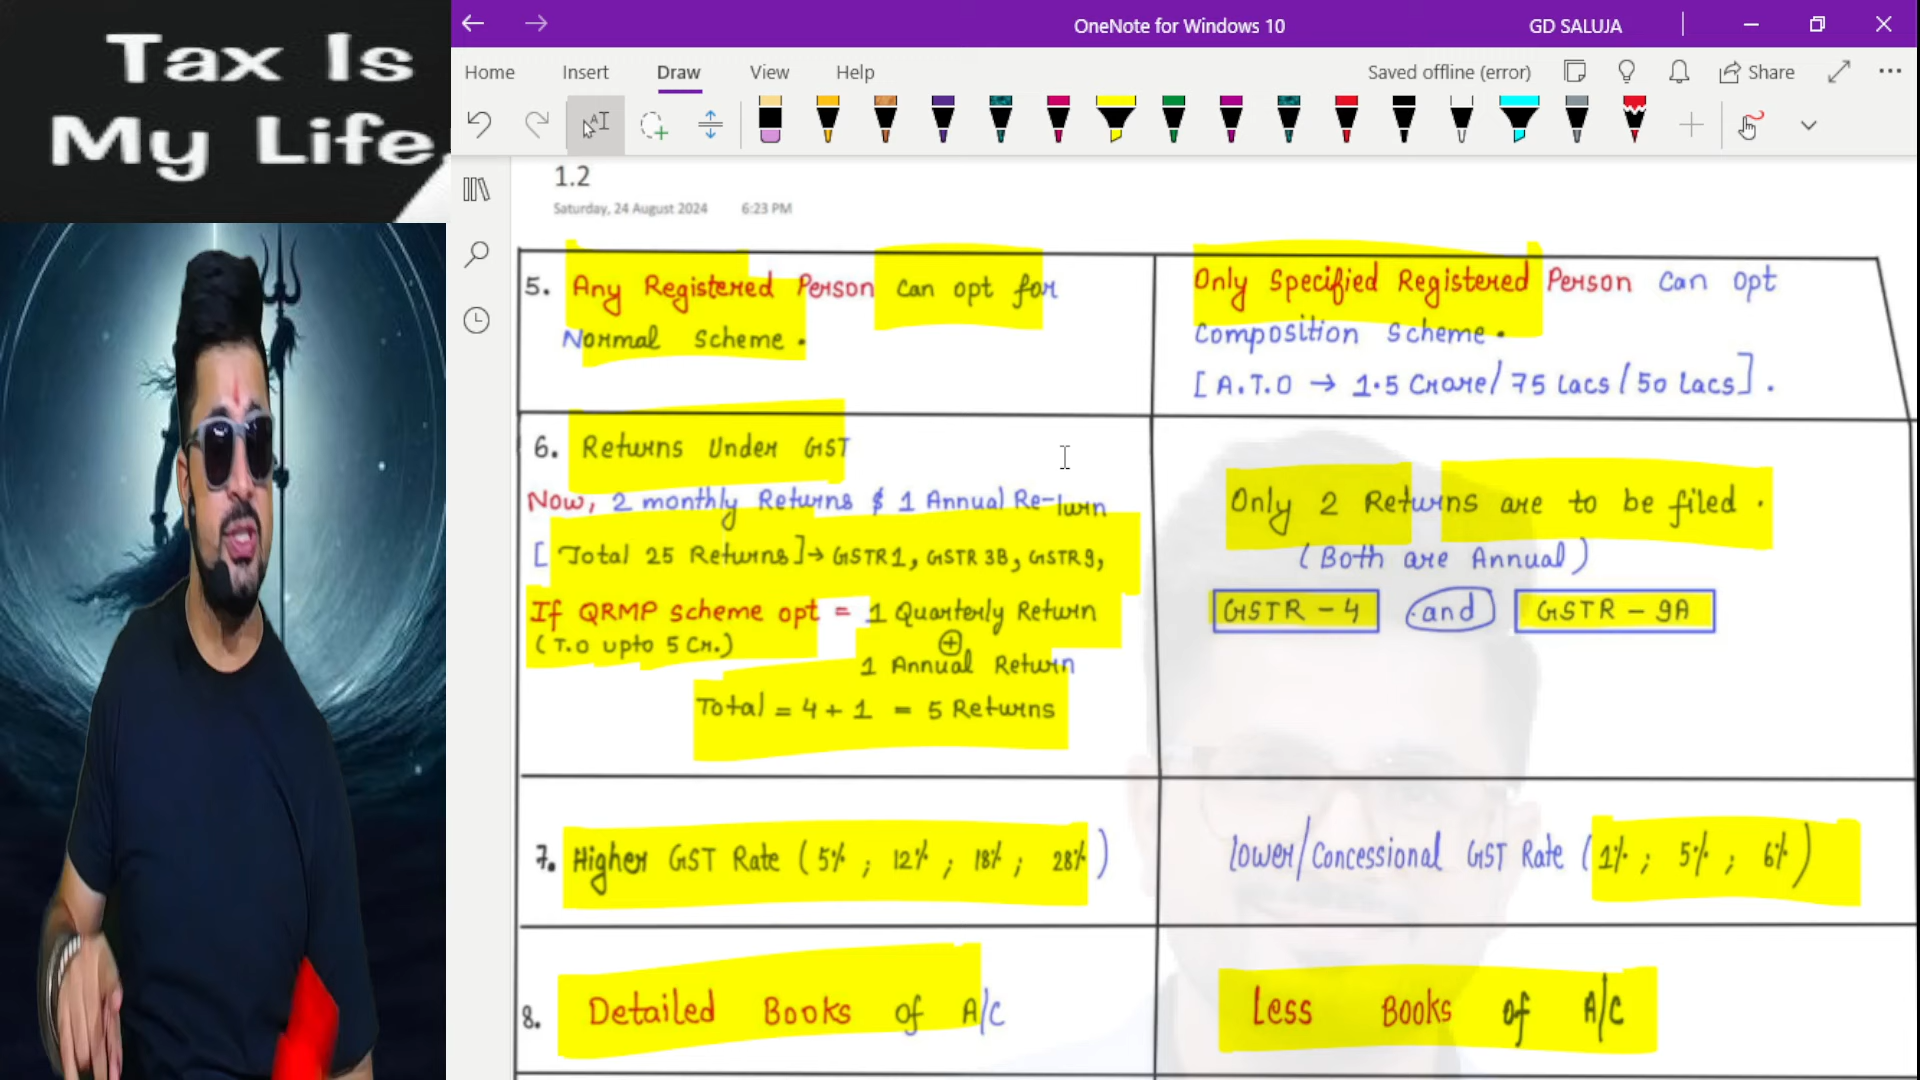 Tax Is
My Life.
OneNote for Windows 10
GD SALUJA
Home Insert Draw View Help
Saved offline (error)
Share
1.2
Saturday, 24 August 2024 6:23 PM
5. Any Registered Person Can opt for
Normal Scheme.
Only Specified Registered Person Can Opt
Composition Scheme.
[A.T.O → 1.5 Crore/ 75 Lacs / 50 Lacs].
6. Returns Under GST
Now, 2 monthly Returns & 1 Annual Re-turn
[Total 25 Returns]→ GSTR1, GSTR 3B, GSTR9,
If QRMP scheme opt = 1 Quarterly Return
(T.O upto 5 Cr.) ⊕
1 Annual Return
Total = 4 + 1 = 5 Returns
Only 2 Returns are to be filed.
(Both are Annual)
GSTR - 4 and GSTR - 9A
7. Higher GST Rate (5% ; 12% ; 18% ; 28%)
Lower/Concessional GST Rate (1% ; 5% ; 6%)
8. Detailed Books of A/C
Less Books of A/C